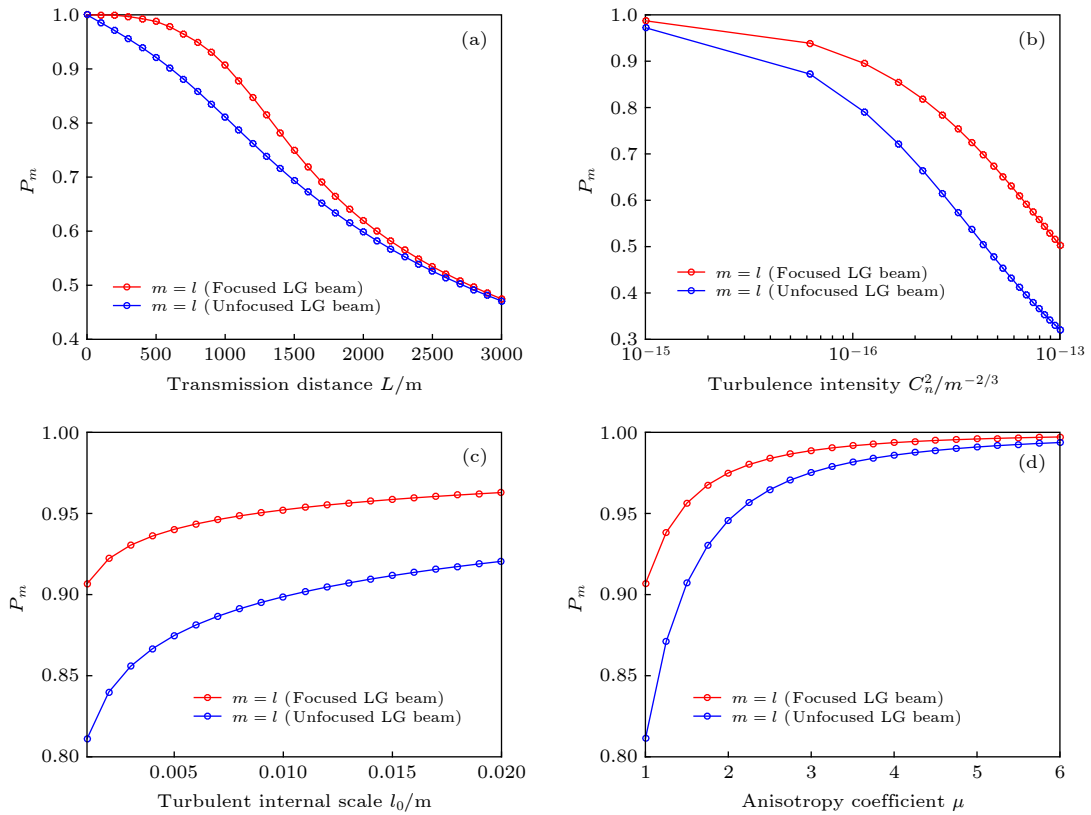 (a)
1.0
0.9
0.8
0.7
0.6
0.5
0.4
P_m
m = l (Focused LG beam)
m = l (Unfocused LG beam)
0 500 1000 1500 2000 2500 3000
Transmission distance L/m
(b)
1.0
0.9
0.8
0.7
0.6
0.5
0.4
0.3
P_m
m = l (Focused LG beam)
m = l (Unfocused LG beam)
10^{-15} 10^{-16} 10^{-13}
Turbulence intensity C_n^2/m^{-2/3}
(c)
1.00
0.95
0.90
0.85
0.80
P_m
m = l (Focused LG beam)
m = l (Unfocused LG beam)
0.005 0.010 0.015 0.020
Turbulent internal scale l_0/m
(d)
1.00
0.95
0.90
0.85
0.80
P_m
m = l (Focused LG beam)
m = l (Unfocused LG beam)
1 2 3 4 5 6
Anisotropy coefficient μ